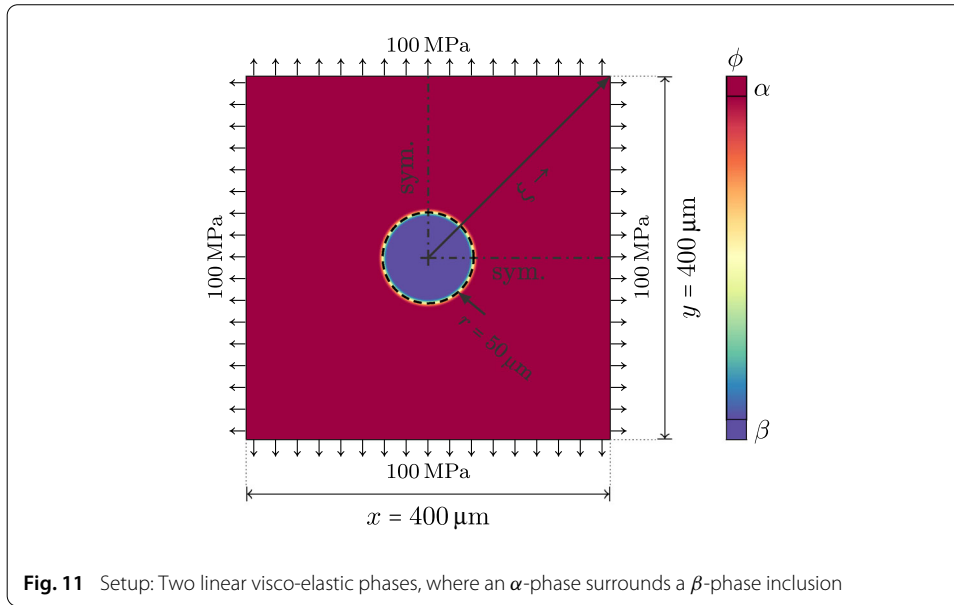 100 MPa
ϕ
α
sym.
ξ
100 MPa
sym.
100 MPa
y = 400 µm
r = 50 µm
β
100 MPa
x = 400 µm
Fig. 11 Setup: Two linear visco-elastic phases, where an α-phase surrounds a β-phase inclusion